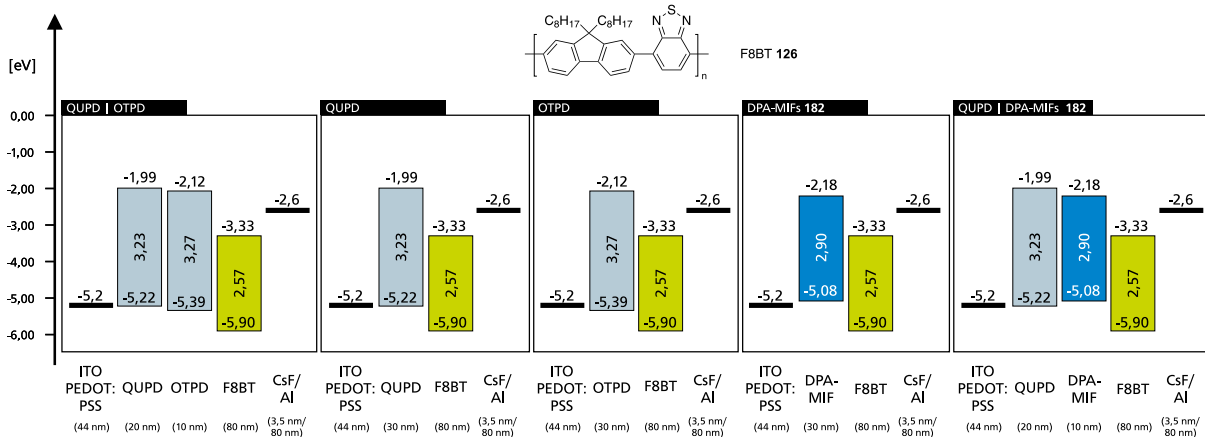 C8H17 C8H17
S
N N
n
F8BT 126
[eV]
0,00
-1,00
-2,00
-3,00
-4,00
-5,00
-6,00
QUPD | OTPD
-1,99
-2,12
-2,6
-3,33
3,23
3,27
2,57
-5,2
-5,22
-5,39
-5,90
ITO
PEDOT:
PSS
(44 nm)
QUPD
(20 nm)
OTPD
(10 nm)
F8BT
(80 nm)
CsF/
Al
(3,5 nm/
80 nm)
QUPD
-1,99
-2,6
-3,33
3,23
2,57
-5,2
-5,22
-5,90
ITO
PEDOT:
PSS
(44 nm)
QUPD
(30 nm)
F8BT
(80 nm)
CsF/
Al
(3,5 nm/
80 nm)
OTPD
-2,12
-2,6
-3,33
3,27
2,57
-5,2
-5,39
-5,90
ITO
PEDOT:
PSS
(44 nm)
OTPD
(30 nm)
F8BT
(80 nm)
CsF/
Al
(3,5 nm/
80 nm)
DPA-MIFs 182
-2,18
-2,6
-3,33
2,90
2,57
-5,2
-5,08
-5,90
ITO
PEDOT:
PSS
(44 nm)
DPA-
MIF
(30 nm)
F8BT
(80 nm)
CsF/
Al
(3,5 nm/
80 nm)
QUPD | DPA-MIFs 182
-1,99
-2,18
-2,6
-3,33
3,23
2,90
2,57
-5,2
-5,22
-5,08
-5,90
ITO
PEDOT:
PSS
(44 nm)
QUPD
(20 nm)
DPA-
MIF
(10 nm)
F8BT
(80 nm)
CsF/
Al
(3,5 nm/
80 nm)